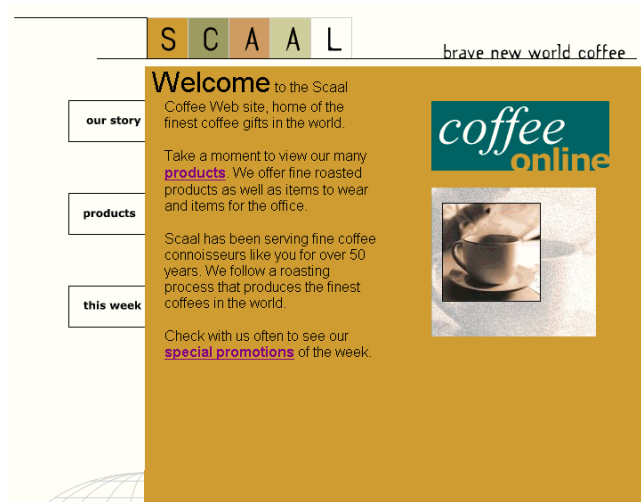 SCAAL
brave new world coffee
our story
products
this week
Welcome to the Scaal
Coffee Web site, home of the
finest coffee gifts in the world.
Take a moment to view our many
products. We offer fine roasted
products as well as items to wear
and items for the office.
Scaal has been serving fine coffee
connoisseurs like you for over 50
years. We follow a roasting
process that produces the finest
coffees in the world.
Check with us often to see our
special promotions of the week.
coffee
online